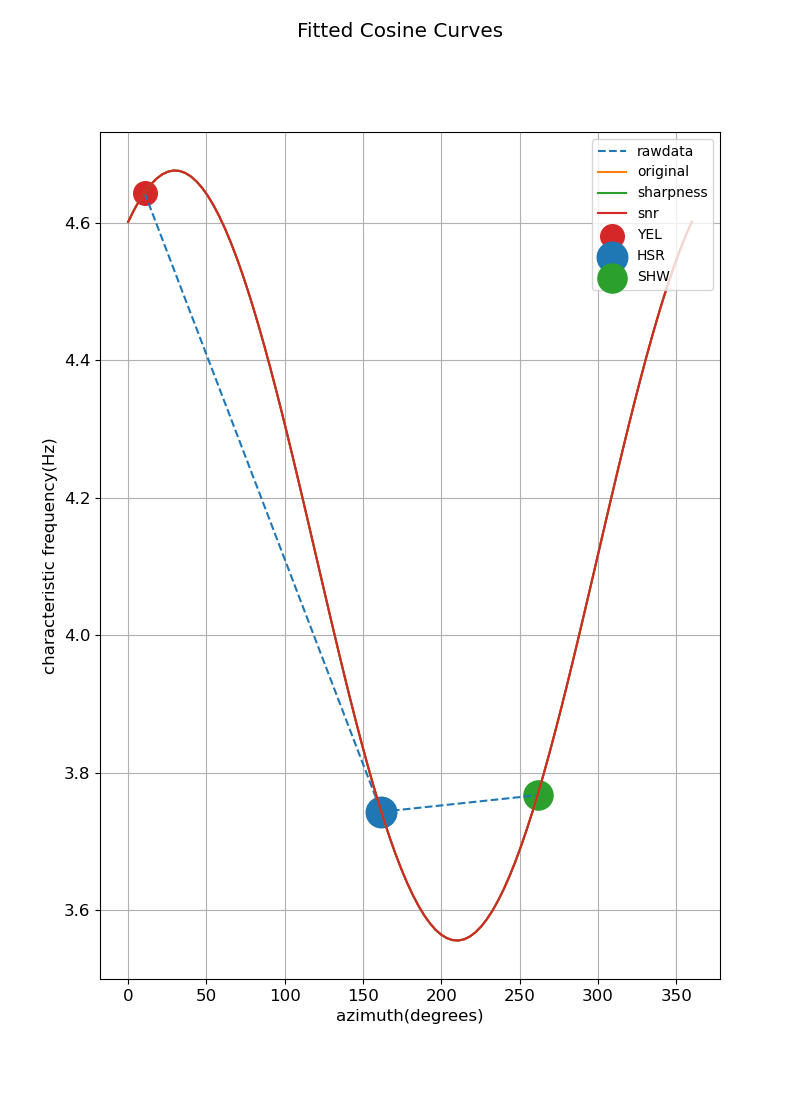 Fitted Cosine Curves
rawdata
original
sharpness
snr
YEL
HSR
SHW
characteristic frequency(Hz)
4.6
4.4
4.2
4.0
3.8
3.6
0 50 100 150 200 250 300 350
azimuth(degrees)